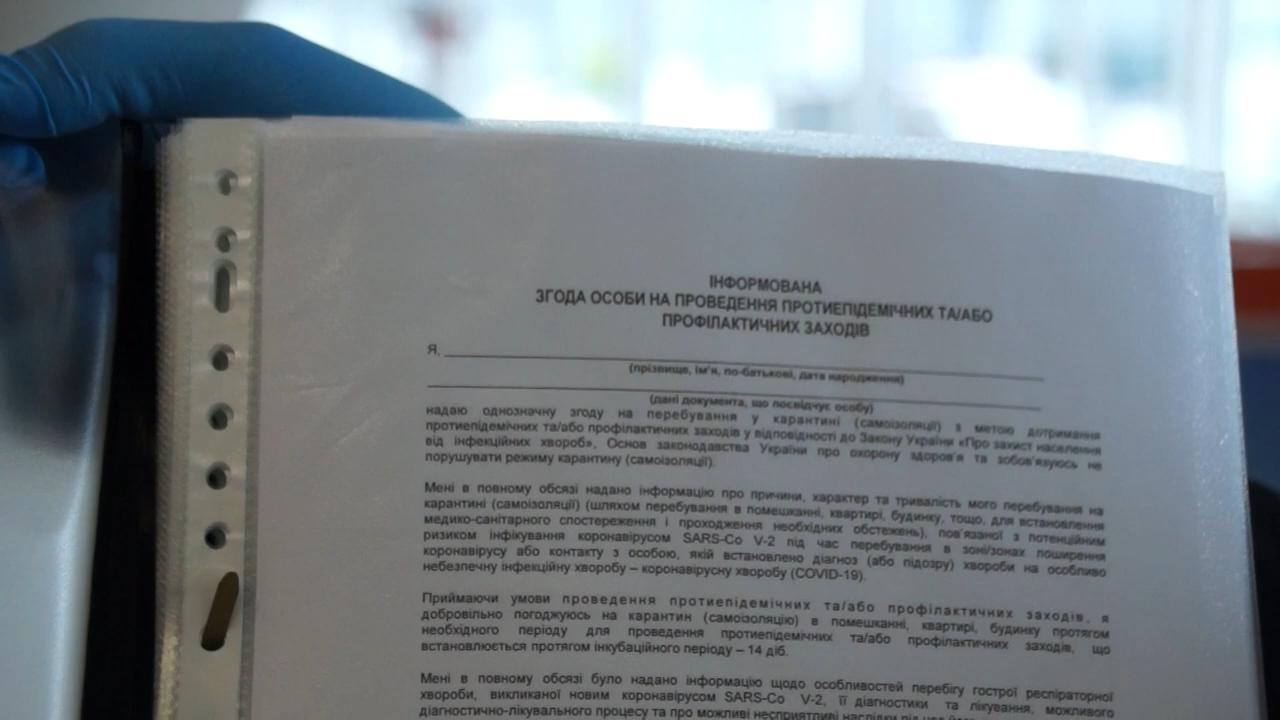 ІНФОРМОВАНА
ЗГОДА ОСОБИ НА ПРОВЕДЕННЯ ПРОТИЕПІДЕМІЧНИХ ТА/АБО
ПРОФІЛАКТИЧНИХ ЗАХОДІВ
Я,
(прізвище, ім'я, по-батькові, дата народження)
(дані документа, що посвідчує особу)
надаю однозначну згоду на перебування у карантині (самоізоляції) з метою дотримання
протиепідемічних та/або профілактичних заходів у відповідності до Закону України «Про захист населення
від інфекційних хвороб», Основ законодавства України про охорону здоров'я та зобов'язуюсь не
порушувати режиму карантину (самоізоляції).
Мені в повному обсязі надано інформацію про причини, характер та тривалість мого перебування на
карантині (самоізоляції) (шляхом перебування в помешканні, квартирі, будинку, тощо, для встановлення
медико-санітарного спостереження і проходження необхідних обстежень), пов'язаної з потенційним
ризиком інфікування коронавірусом SARS-Co V-2 під час перебування в зоні/зонах поширення
коронавірусу або контакту з особою, якій встановлено діагноз (або підозру) хвороби на особливо
небезпечну інфекційну хворобу – коронавірусну хворобу (COVID-19).
Приймаючи умови проведення протиепідемічних та/або профілактичних заходів, я
добровільно погоджуюсь на карантин (самоізоляцію) в помешканні, квартирі, будинку протягом
необхідного періоду для проведення протиепідемічних та/або профілактичних заходів, що
встановлюється протягом інкубаційного періоду – 14 діб.
Мені в повному обсязі було надано інформацію щодо особливостей перебігу гострої респіраторної
хвороби, викликаної новим коронавірусом SARS-Co V-2, її діагностики та лікування, можливого
діагностично-лікувального процесу та про можливі несприятливі наслідки під час